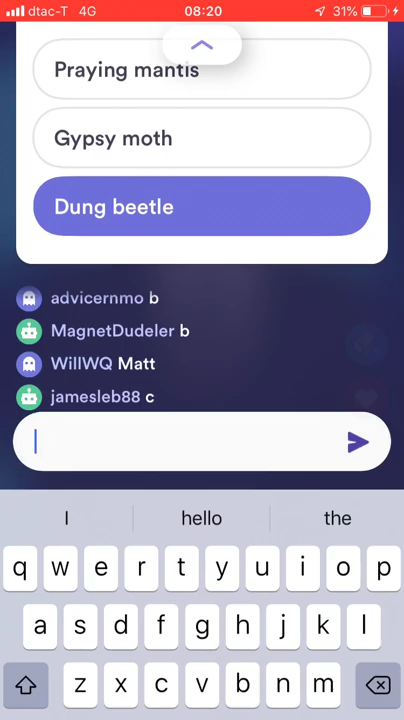 dtac-T 4G 08:20 31%
Praying mantis
Gypsy moth
Dung beetle
advicernmo b
MagnetDudeler b
WillWQ Matt
jamesleb88 c
I hello the
q w e r t y u i o p
a s d f g h j k l
z x c v b n m